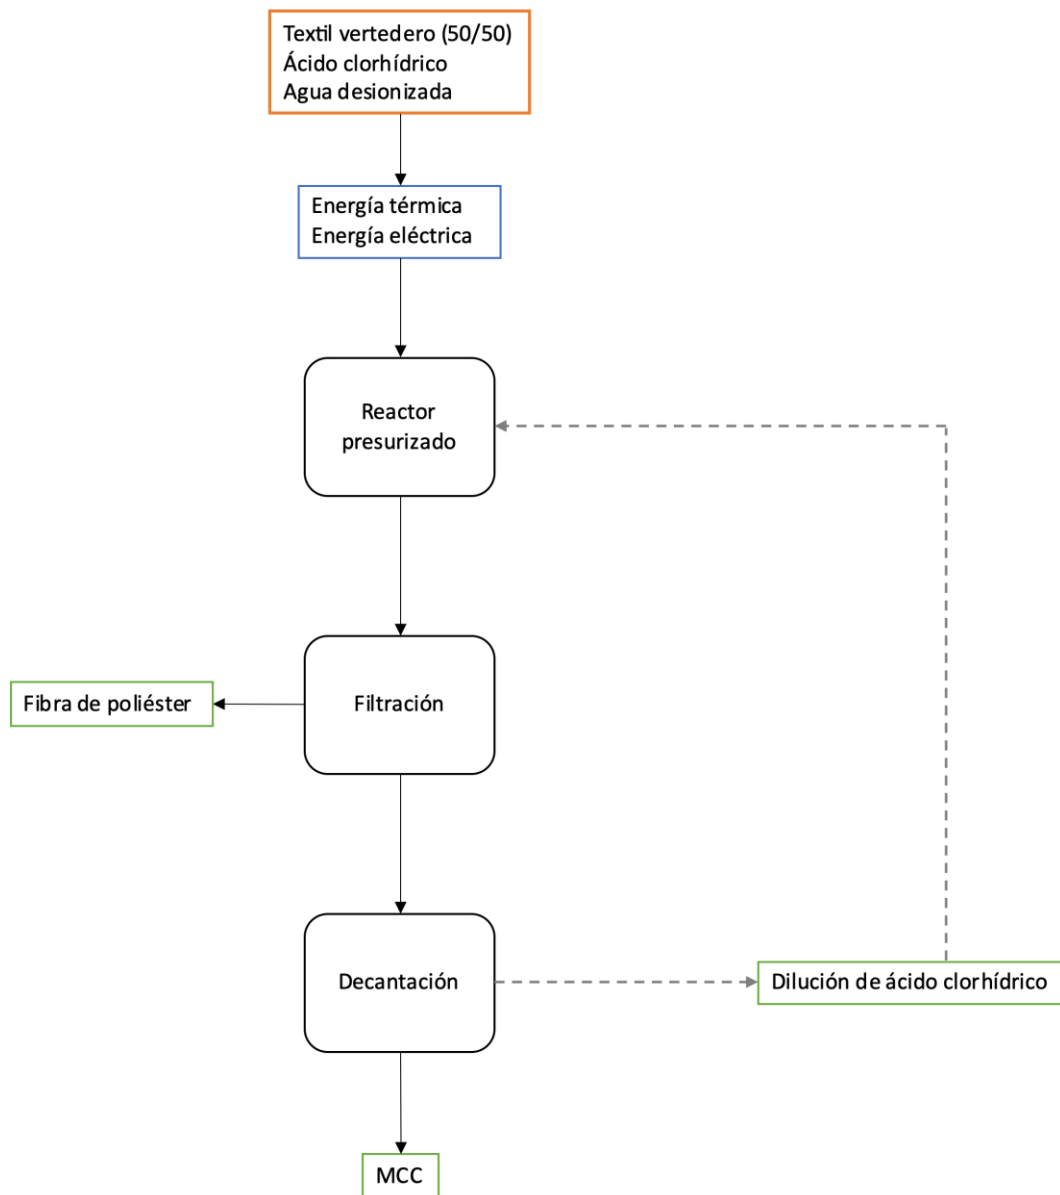 Textil vertedero (50/50)
Ácido clorhídrico
Agua desionizada
Energía térmica
Energía eléctrica
Reactor
presurizado
Fibra de poliéster
Filtración
Decantación
Dilución de ácido clorhídrico
MCC